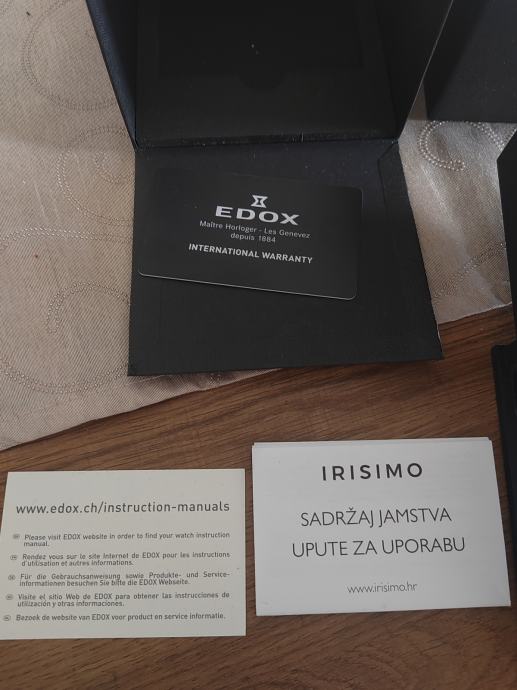 EDOX
Maître Horloger - Les Genevez
depuis 1884
INTERNATIONAL WARRANTY
www.edox.ch/instruction-manuals
Please visit EDOX website in order to find your watch instruction
manual.
Rendez vous sur le site Internet de EDOX pour les instructions
d'utilisation et autres informations.
Für die Gebrauchsanweisung sowie Produkte- und Service-
informationen besuchen Sie bitte die EDOX Webseite.
Visite el sitio Web de EDOX para obtener las instrucciones de
utilización y otras informaciones.
Bezoek de website van EDOX voor product en service informatie.
IRISIMO
SADRŽAJ JAMSTVA
UPUTE ZA UPORABU
www.irisimo.hr